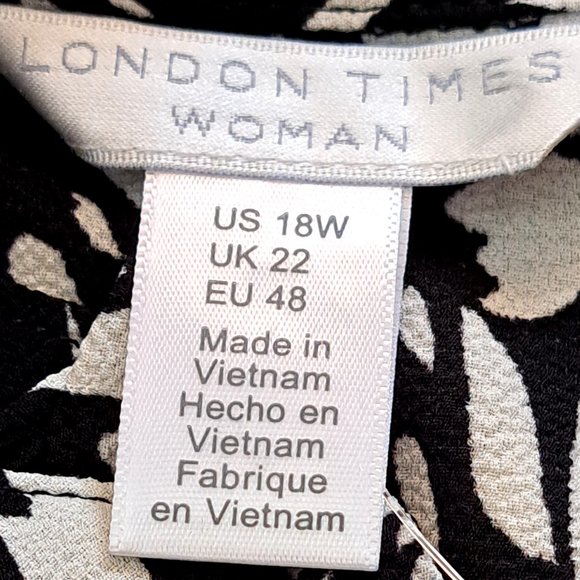 LONDON TIMES
WOMAN
US 18W
UK 22
EU 48
Made in
Vietnam
Hecho en
Vietnam
Fabrique
en Vietnam